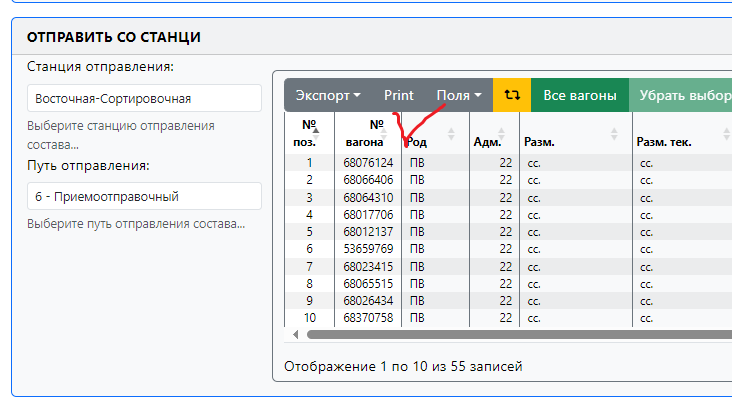 ОТПРАВИТЬ СО СТАНЦИ
Станция отправления:
Восточная-Сортировочная
Выберите станцию отправления
состава...
Путь отправления:
6 - Приемоотправочный
Выберите путь отправления состава...
Экспорт Print Поля Все вагоны Убрать выбор
№ поз. № вагона Род Адм. Разм. Разм. тек.
1 68076124 ПВ 22 сс. сс.
2 68066406 ПВ 22 сс. сс.
3 68064310 ПВ 22 сс. сс.
4 68017706 ПВ 22 сс. сс.
5 68012137 ПВ 22 сс. сс.
6 53659769 ПВ 22 сс. сс.
7 68023415 ПВ 22 сс. сс.
8 68065515 ПВ 22 сс. сс.
9 68026434 ПВ 22 сс. сс.
10 68370758 ПВ 22 сс. сс.
Отображение 1 по 10 из 55 записей